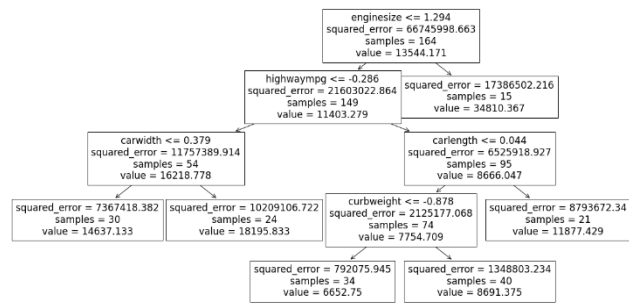 enginesize <= 1.294
squared_error = 66745998.663
samples = 164
value = 13544.171
highwaympg <= -0.286
squared_error = 21603022.864
samples = 149
value = 11403.279
squared_error = 17386502.216
samples = 15
value = 34810.367
carwidth <= 0.379
squared_error = 11757389.914
samples = 54
value = 16218.778
carlength <= 0.044
squared_error = 6525918.927
samples = 95
value = 8666.047
squared_error = 7367418.382
samples = 30
value = 14637.133
squared_error = 10209106.722
samples = 24
value = 18195.833
curbweight <= -0.878
squared_error = 2125177.068
samples = 74
value = 7754.709
squared_error = 8793672.34
samples = 21
value = 11877.429
squared_error = 792075.945
samples = 34
value = 6652.75
squared_error = 1348803.234
samples = 40
value = 8691.375